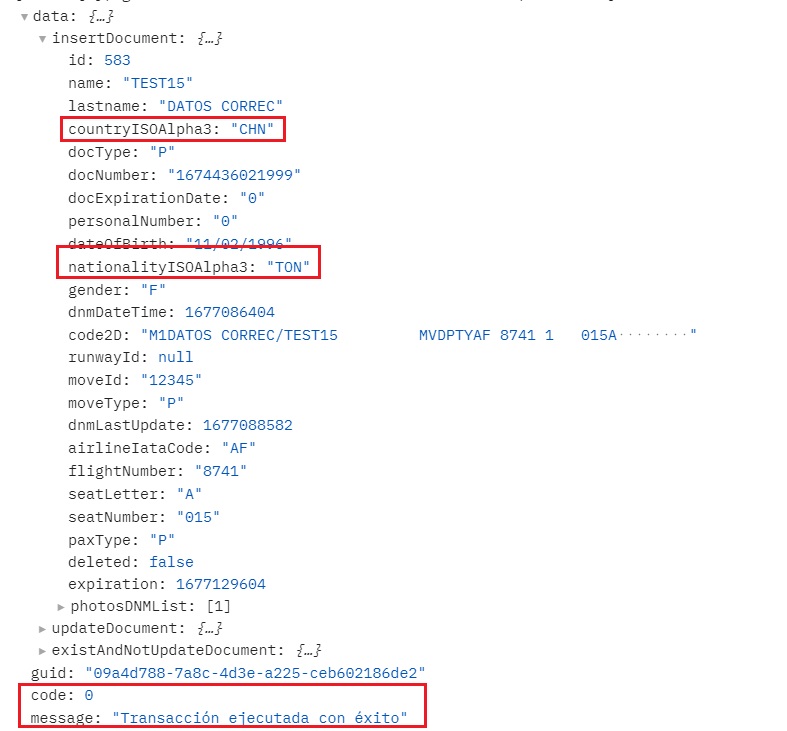 data: {…}
insertDocument: {…}
id: 583
name: "TEST15"
lastname: "DATOS CORREC"
countryISOAlpha3: "CHN"
docType: "P"
docNumber: "1674436021999"
docExpirationDate: "0"
personalNumber: "0"
dateOfBirth: "11/02/1996"
nationalityISOAlpha3: "TON"
gender: "F"
dnmDateTime: 1677086404
code2D: "M1DATOS CORREC/TEST15         MVDPTYAF 8741 1   015A········"
runwayId: null
moveId: "12345"
moveType: "P"
dnmLastUpdate: 1677088582
airlineIataCode: "AF"
flightNumber: "8741"
seatLetter: "A"
seatNumber: "015"
paxType: "P"
deleted: false
expiration: 1677129604
photosDNMList: [1]
updateDocument: {…}
existAndNotUpdateDocument: {…}
guid: "09a4d788-7a8c-4d3e-a225-ceb602186de2"
code: 0
message: "Transacción ejecutada con éxito"